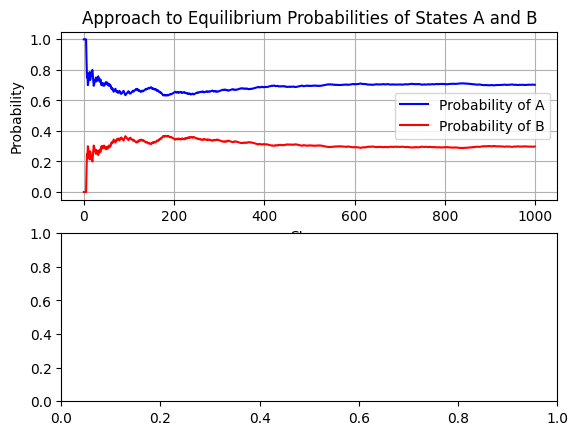 Approach to Equilibrium Probabilities of States A and B
1.0
0.8
0.6
0.4
0.2
0.0
Probability
Probability of A
Probability of B
0 200 400 600 800 1000
1.0
0.8
0.6
0.4
0.2
0.0
0.0 0.2 0.4 0.6 0.8 1.0